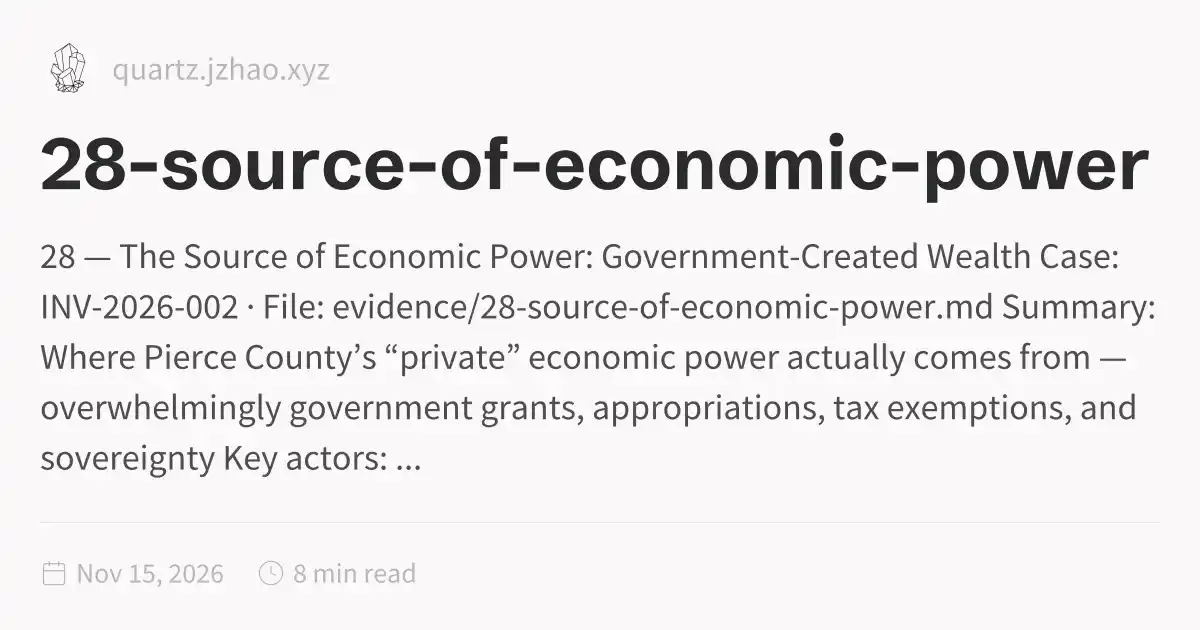 quartz.jzhao.xyz
28-source-of-economic-power
28 — The Source of Economic Power: Government-Created Wealth Case:
INV-2026-002 · File: evidence/28-source-of-economic-power.md Summary:
Where Pierce County’s “private” economic power actually comes from —
overwhelmingly government grants, appropriations, tax exemptions, and
sovereignty Key actors: ...
Nov 15, 2026 8 min read